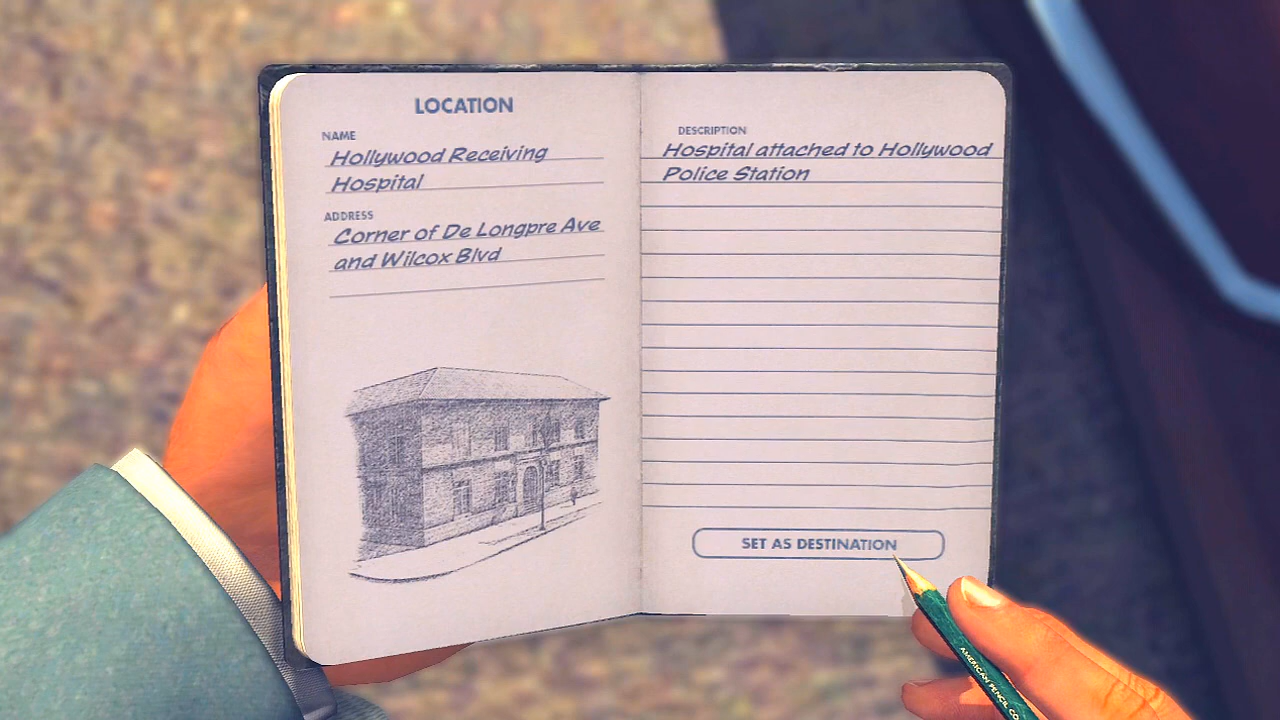 LOCATION
NAME
Hollywood Receiving
Hospital
ADDRESS
Corner of De Longpre Ave
and Wilcox Blvd
DESCRIPTION
Hospital attached to Hollywood
Police Station
SET AS DESTINATION
AMERICAN PENCIL CO